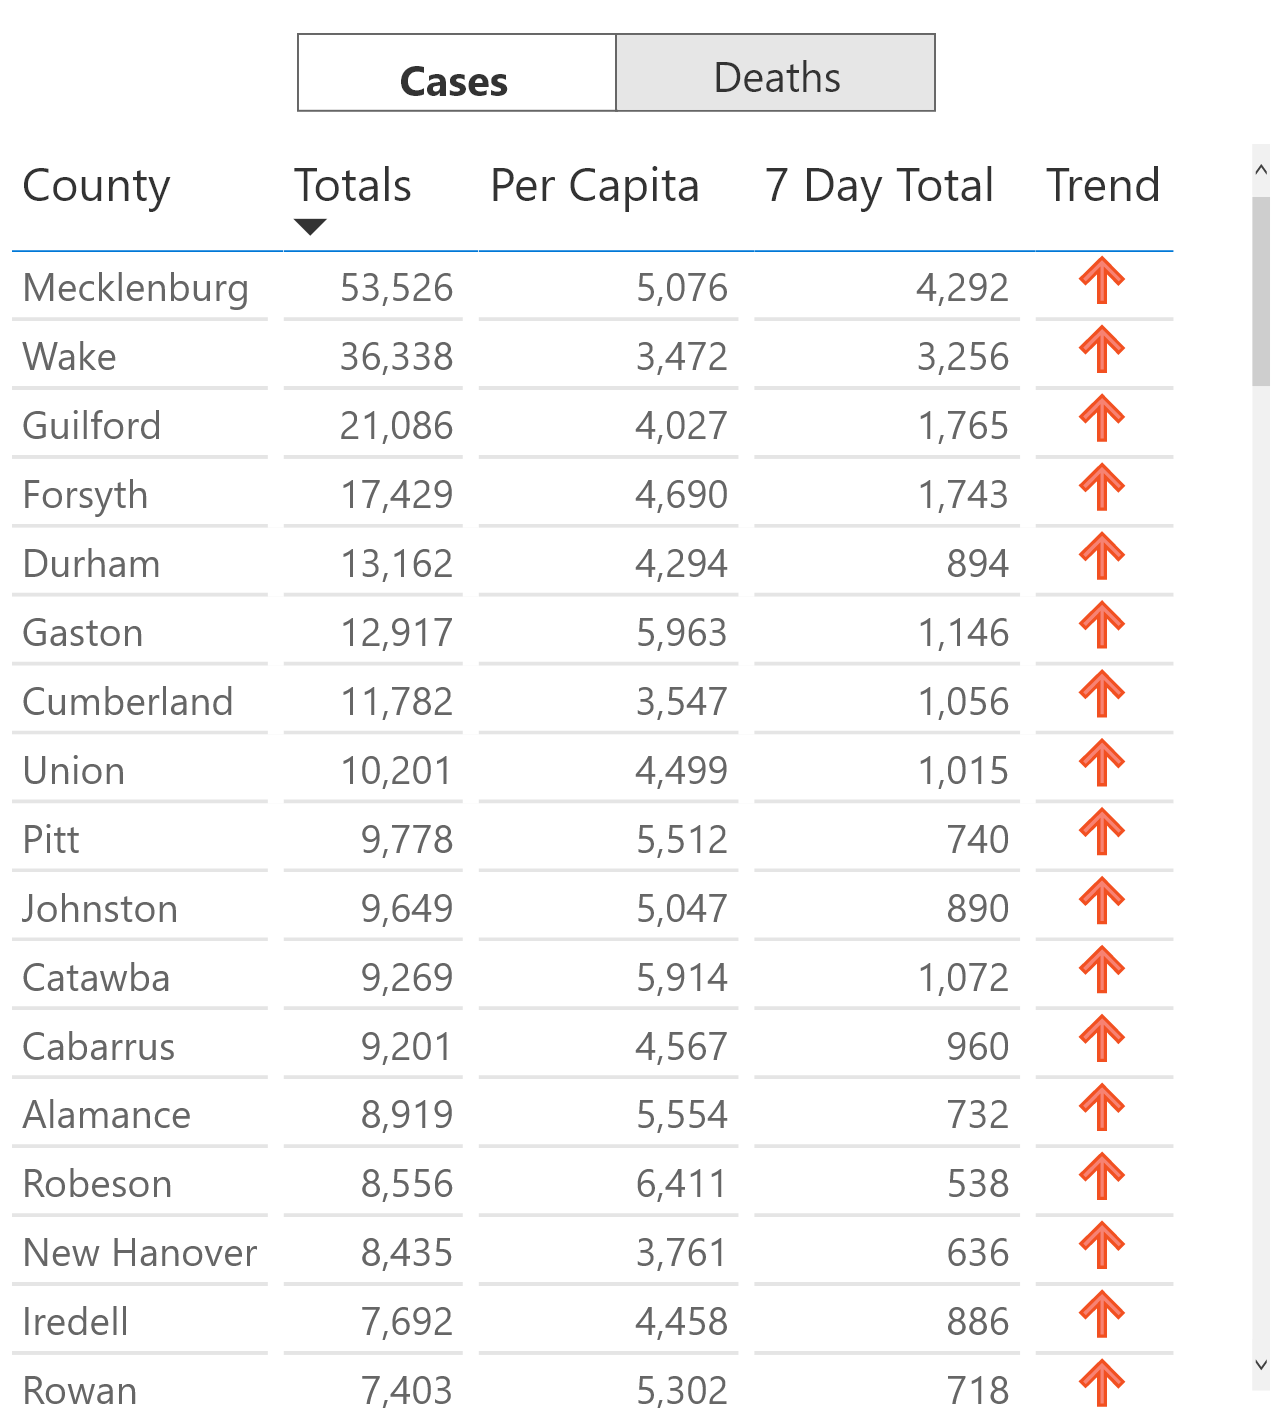 Cases Deaths
County Totals Per Capita 7 Day Total Trend
Mecklenburg 53,526 5,076 4,292
Wake 36,338 3,472 3,256
Guilford 21,086 4,027 1,765
Forsyth 17,429 4,690 1,743
Durham 13,162 4,294 894
Gaston 12,917 5,963 1,146
Cumberland 11,782 3,547 1,056
Union 10,201 4,499 1,015
Pitt 9,778 5,512 740
Johnston 9,649 5,047 890
Catawba 9,269 5,914 1,072
Cabarrus 9,201 4,567 960
Alamance 8,919 5,554 732
Robeson 8,556 6,411 538
New Hanover 8,435 3,761 636
Iredell 7,692 4,458 886
Rowan 7,403 5,302 718